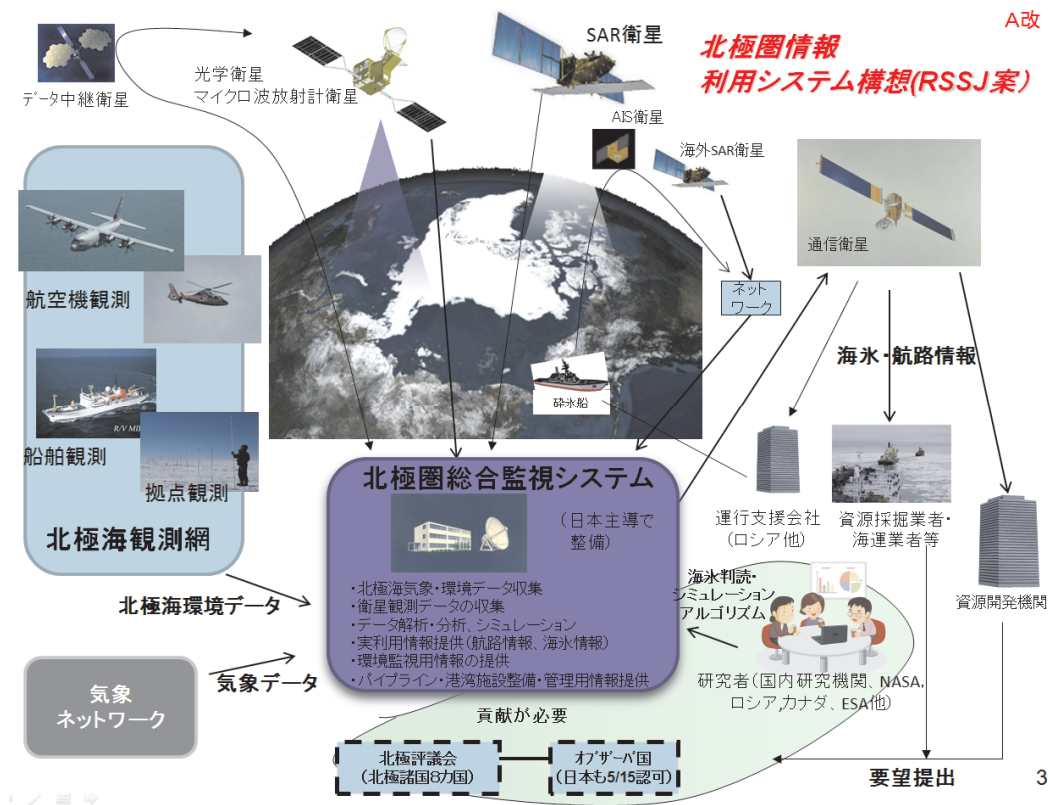 A改
北極圏情報
利用システム構想(RSSJ案)
データ中継衛星
光学衛星
マイクロ波放射計衛星
SAR衛星
AIS衛星
海外SAR衛星
通信衛星
ネット
ワーク
航空機観測
船舶観測
拠点観測
北極海観測網
砕氷船
海氷・航路情報
北極圏総合監視システム
(日本主導で
整備)
・北極海気象・環境データ収集
・衛星観測データの収集
・データ解析・分析、シミュレーション
・実利用情報提供(航路情報、海氷情報)
・環境監視用情報の提供
・パイプライン・港湾施設整備・管理用情報提供
運行支援会社
(ロシア他)
資源採掘業者・
海運業者等
資源開発機関
北極海環境データ
気象データ
気象
ネットワーク
海氷判読・
シミュレーション
アルゴリズム
研究者(国内研究機関、NASA,
ロシア,カナダ、ESA他)
貢献が必要
北極評議会
(北極諸国8カ国)
オブザーバ国
(日本も5/15認可)
要望提出
3